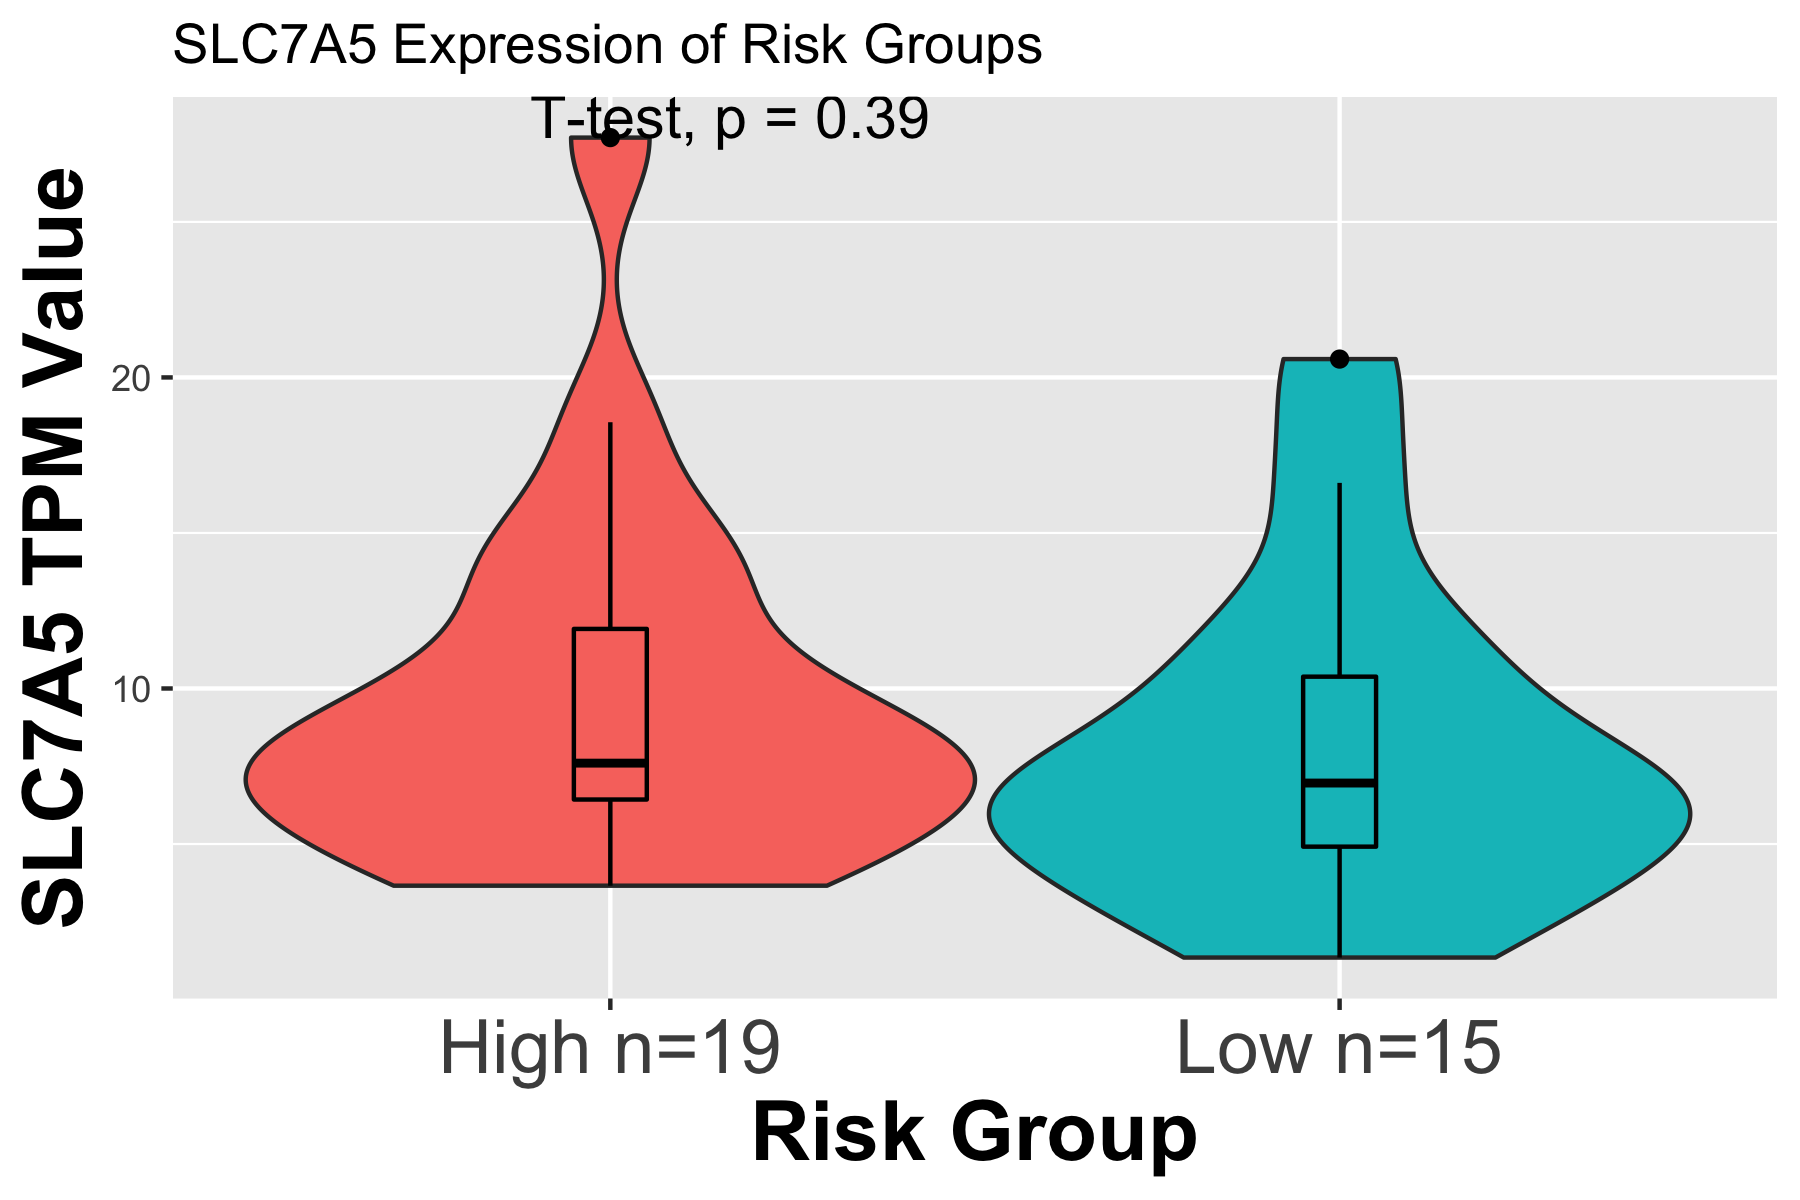 SLC7A5 Expression of Risk Groups
T-test, p = 0.39
SLC7A5 TPM Value
20
10
High n=19
Low n=15
Risk Group